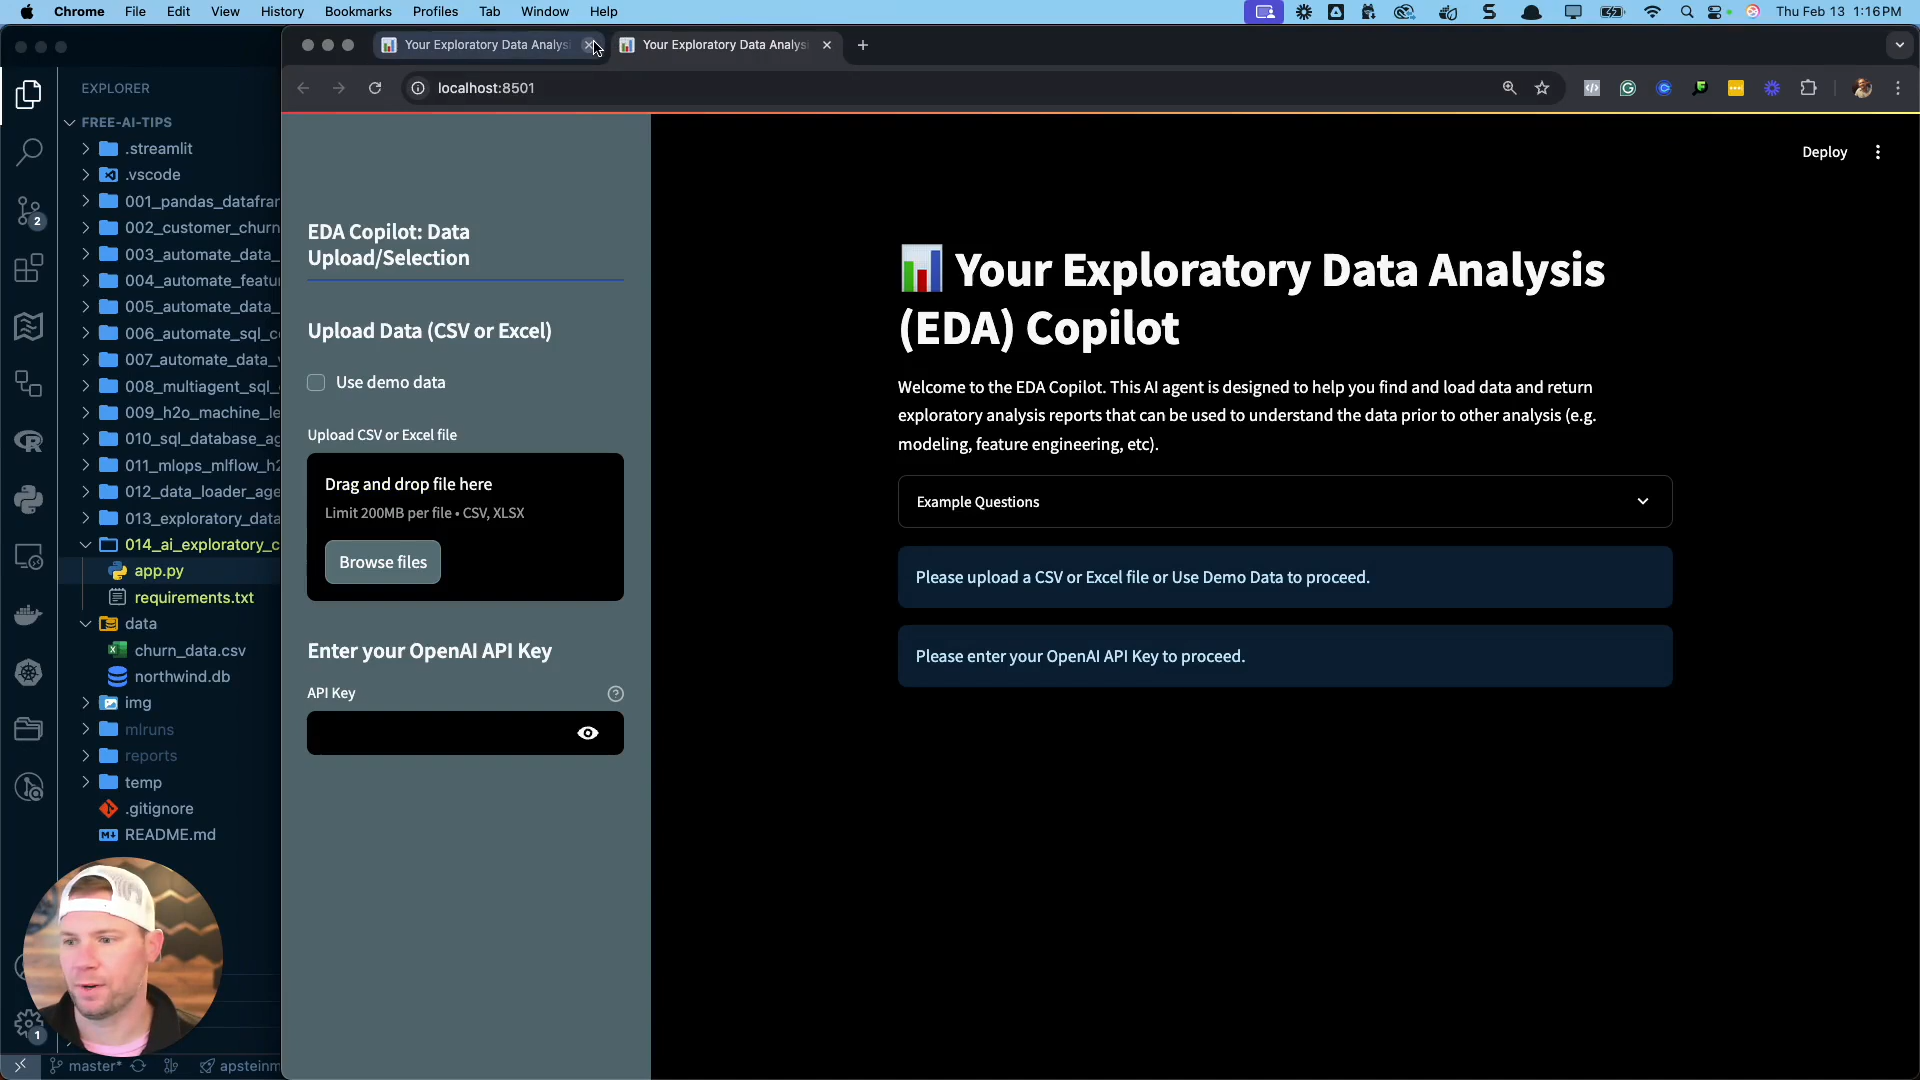 Chrome File Edit View History Bookmarks Profiles Tab Window Help
Thu Feb 13 1:16 PM
Your Exploratory Data Analysi
Your Exploratory Data Analysi
localhost:8501
EXPLORER
FREE-AI-TIPS
.streamlit
.vscode
001_pandas_datafrar
002_customer_churn
003_automate_data_
004_automate_featur
005_automate_data_
006_automate_sql_c
007_automate_data_v
008_multiagent_sql_
009_h2o_machine_le
010_sql_database_ag
011_mlops_mlflow_h2
012_data_loader_age
013_exploratory_data
014_ai_exploratory_c
app.py
requirements.txt
data
churn_data.csv
northwind.db
img
mlruns
reports
temp
.gitignore
README.md
2
1
master*
apsteinm
EDA Copilot: Data
Upload/Selection
Upload Data (CSV or Excel)
Use demo data
Upload CSV or Excel file
Drag and drop file here
Limit 200MB per file • CSV, XLSX
Browse files
Enter your OpenAI API Key
API Key
Deploy
Your Exploratory Data Analysis
(EDA) Copilot
Welcome to the EDA Copilot. This AI agent is designed to help you find and load data and return
exploratory analysis reports that can be used to understand the data prior to other analysis (e.g.
modeling, feature engineering, etc).
Example Questions
Please upload a CSV or Excel file or Use Demo Data to proceed.
Please enter your OpenAI API Key to proceed.